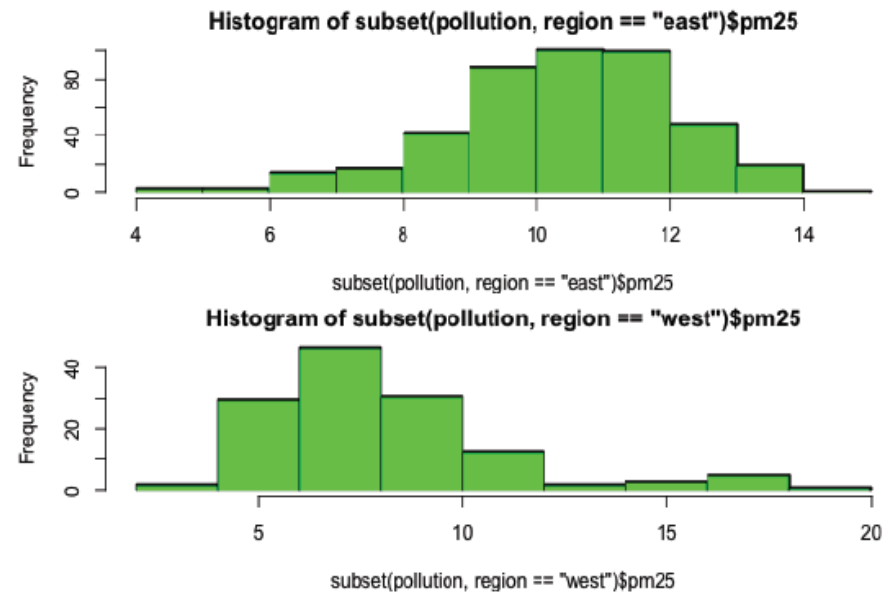 Histogram of subset(pollution, region == "east")$pm25
Frequency
80
40
0
4 6 8 10 12 14
subset(pollution, region == "east")$pm25
Histogram of subset(pollution, region == "west")$pm25
Frequency
40
20
0
5 10 15 20
subset(pollution, region == "west")$pm25